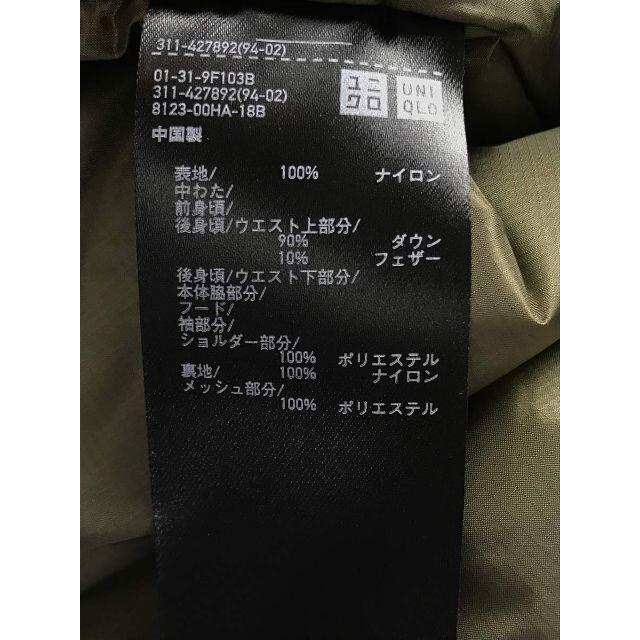 311-427892(94-02)
01-31-9F103B
311-427892(94-02)
8123-00HA-18B
ユニ
クロ
UNI
QLO
中国製
表地/ 100% ナイロン
中わた/
前身頃/
後身頃/ウエスト上部分/
90% ダウン
10% フェザー
後身頃/ウエスト下部分/
本体脇部分/
フード/
袖部分/
ショルダー部分/
100% ポリエステル
裏地/ 100% ナイロン
メッシュ部分/
100% ポリエステル